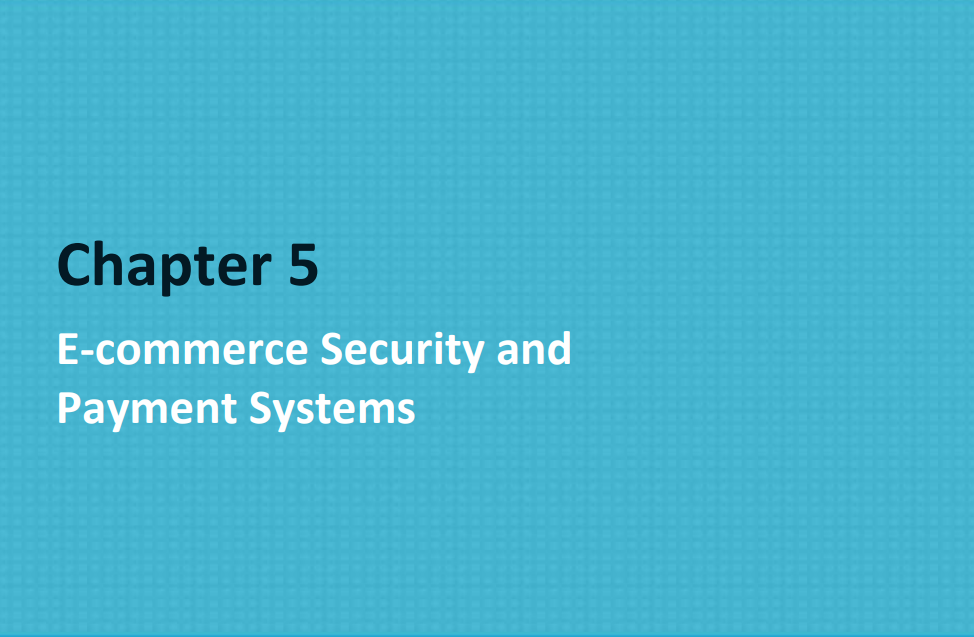 Chapter 5
E-commerce Security and
Payment Systems